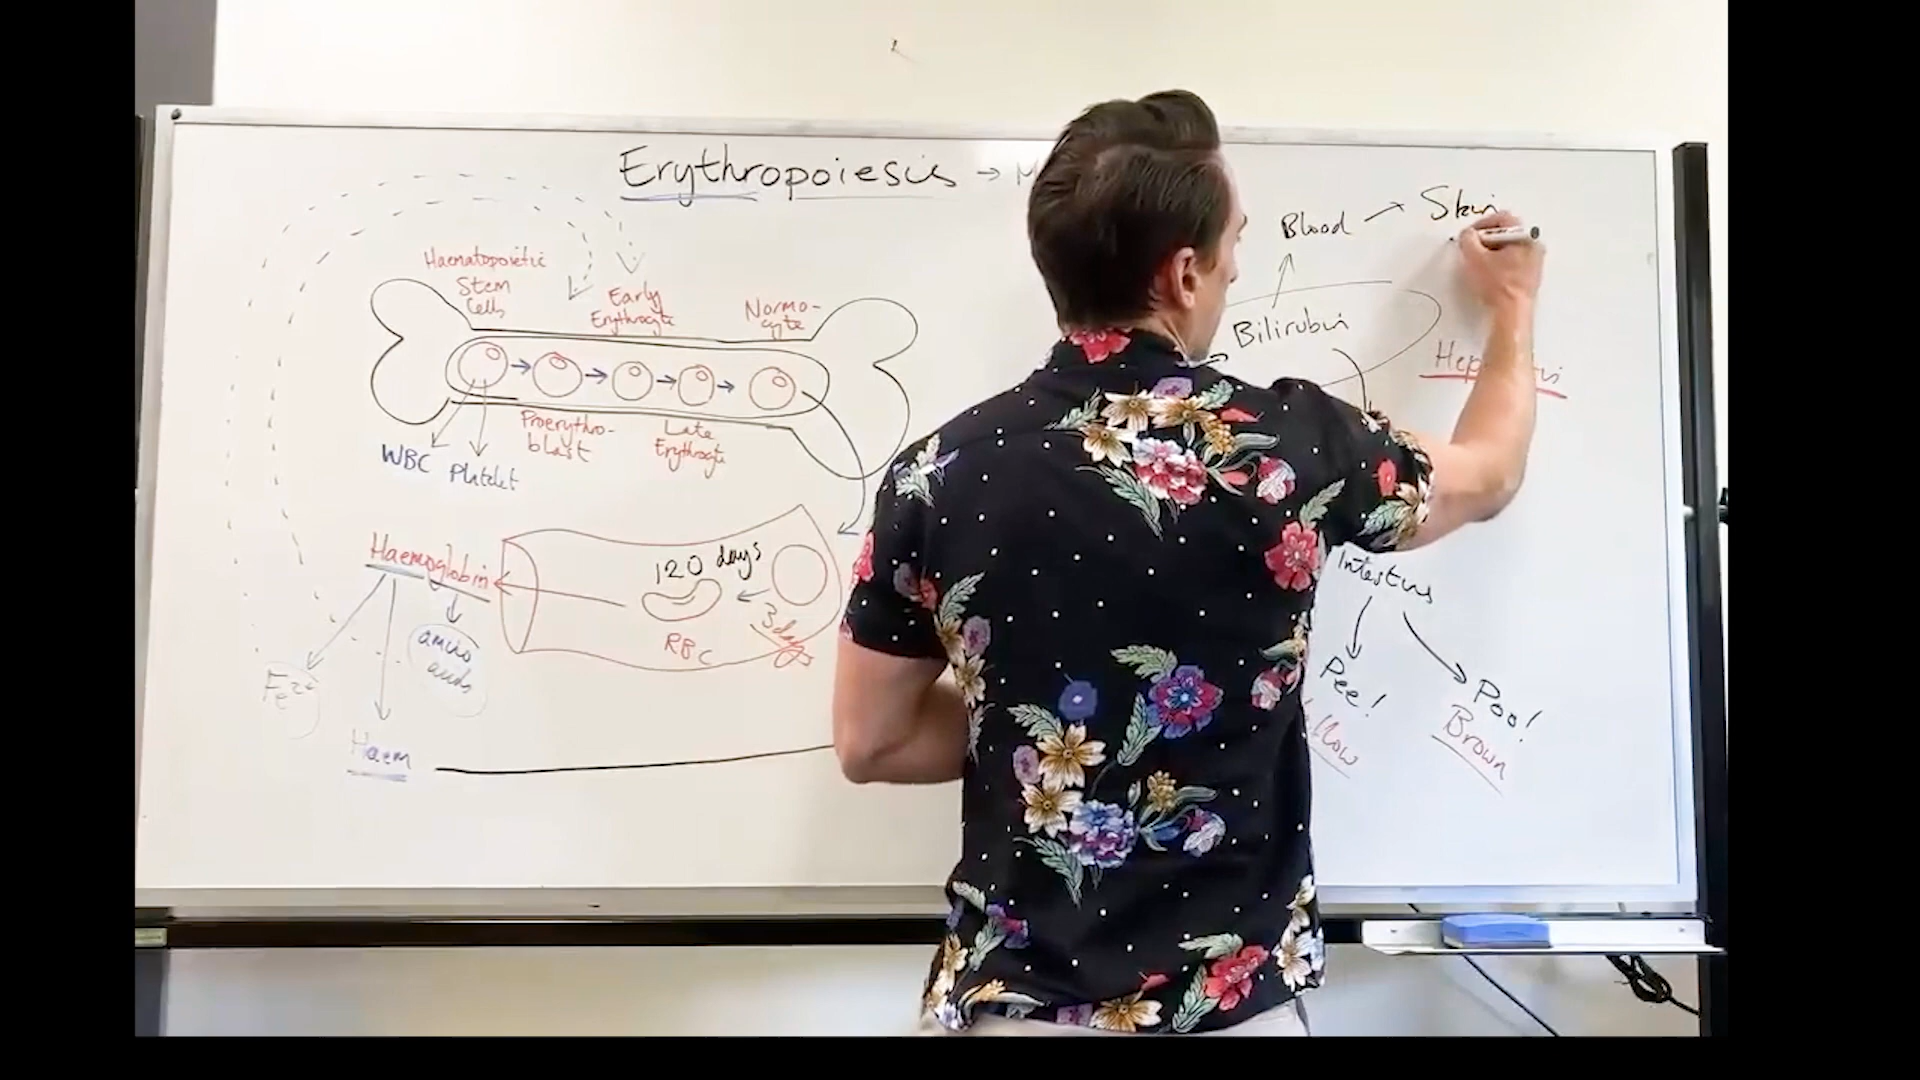 Erythropoiesis → M
Haematopoietic
Stem
Cells
Early
Erythrocyte
Normo-
cyte
Proerythro-
blast
Late
Erythrocyte
WBC
Platelet
120 days
3 days
RBC
Haemoglobin
Fe2+
amino
acids
Haem
Blood → Skin
Bilirubin
Pee!
Poo!
Brown